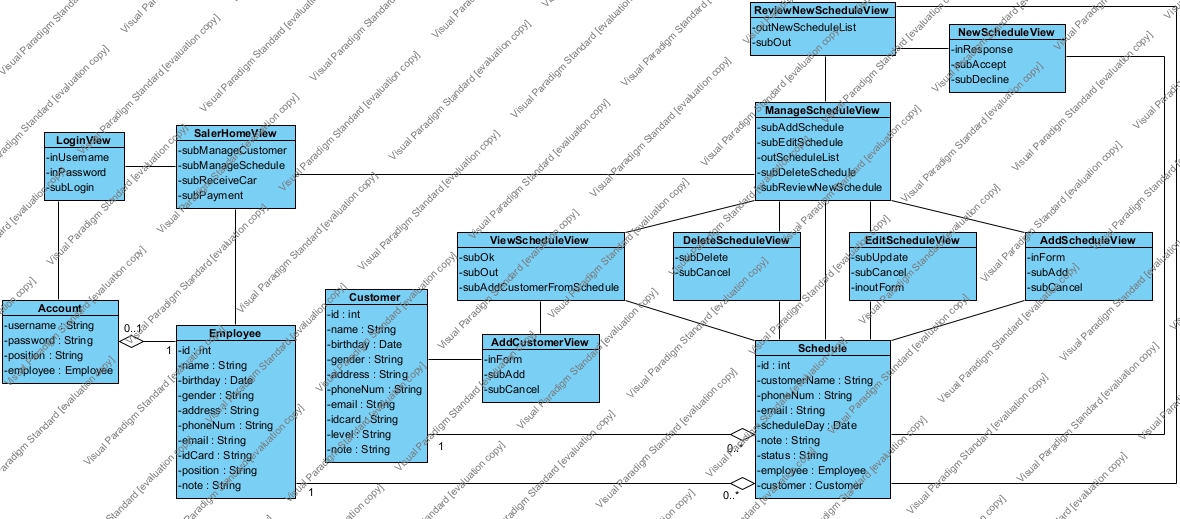 ReviewNewScheduleView
-outNewScheduleList
-subOut
NewScheduleView
-inResponse
-subAccept
-subDecline
ManageScheduleView
-subAddSchedule
-subEditSchedule
-outScheduleList
-subDeleteSchedule
-subReviewNewSchedule
LoginView
-inUsername
-inPassword
-subLogin
SalerHomeView
-subManageCustomer
-subManageSchedule
-subReceiveCar
-subPayment
ViewScheduleView
-subOk
-subOut
-subAddCustomerFromSchedule
DeleteScheduleView
-subDelete
-subCancel
EditScheduleView
-subUpdate
-subCancel
-inoutForm
AddScheduleView
-inForm
-subAdd
-subCancel
Account
-username : String
-password : String
-position : String
-employee : Employee
0..1
1
Employee
-id : int
-name : String
-birthday : Date
-gender : String
-address : String
-phoneNum : String
-email : String
-idCard : String
-position : String
-note : String
Customer
-id : int
-name : String
-birthday : Date
-gender : String
-address : String
-phoneNum : String
-email : String
-idcard : String
-level : String
-note : String
AddCustomerView
-inForm
-subAdd
-subCancel
Schedule
-id : int
-customerName : String
-phoneNum : String
-email : String
-scheduleDay : Date
-note : String
-status : String
-employee : Employee
-customer : Customer
1
1
0..*
Visual Paradigm Standard [evaluation copy]